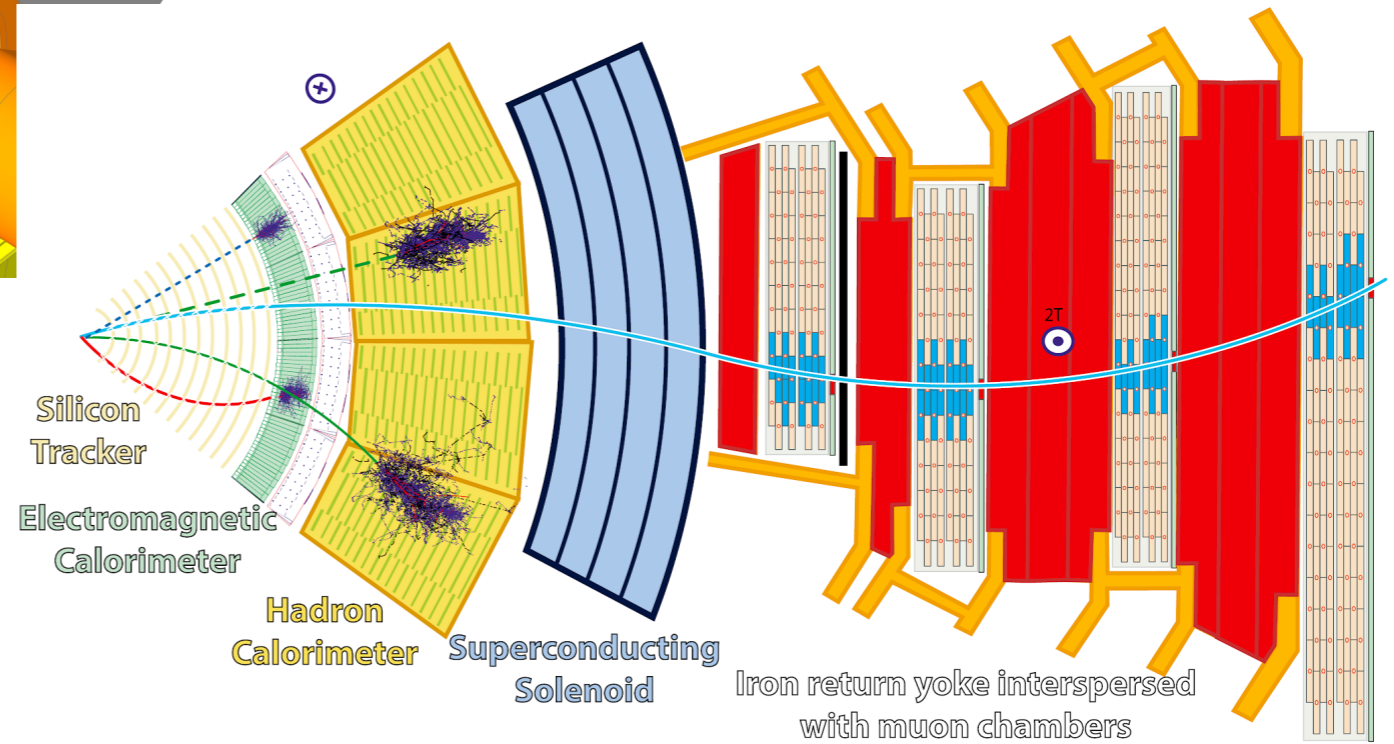 2T
Silicon
Tracker
Electromagnetic
Calorimeter
Hadron
Calorimeter
Superconducting
Solenoid
Iron return yoke interspersed
with muon chambers